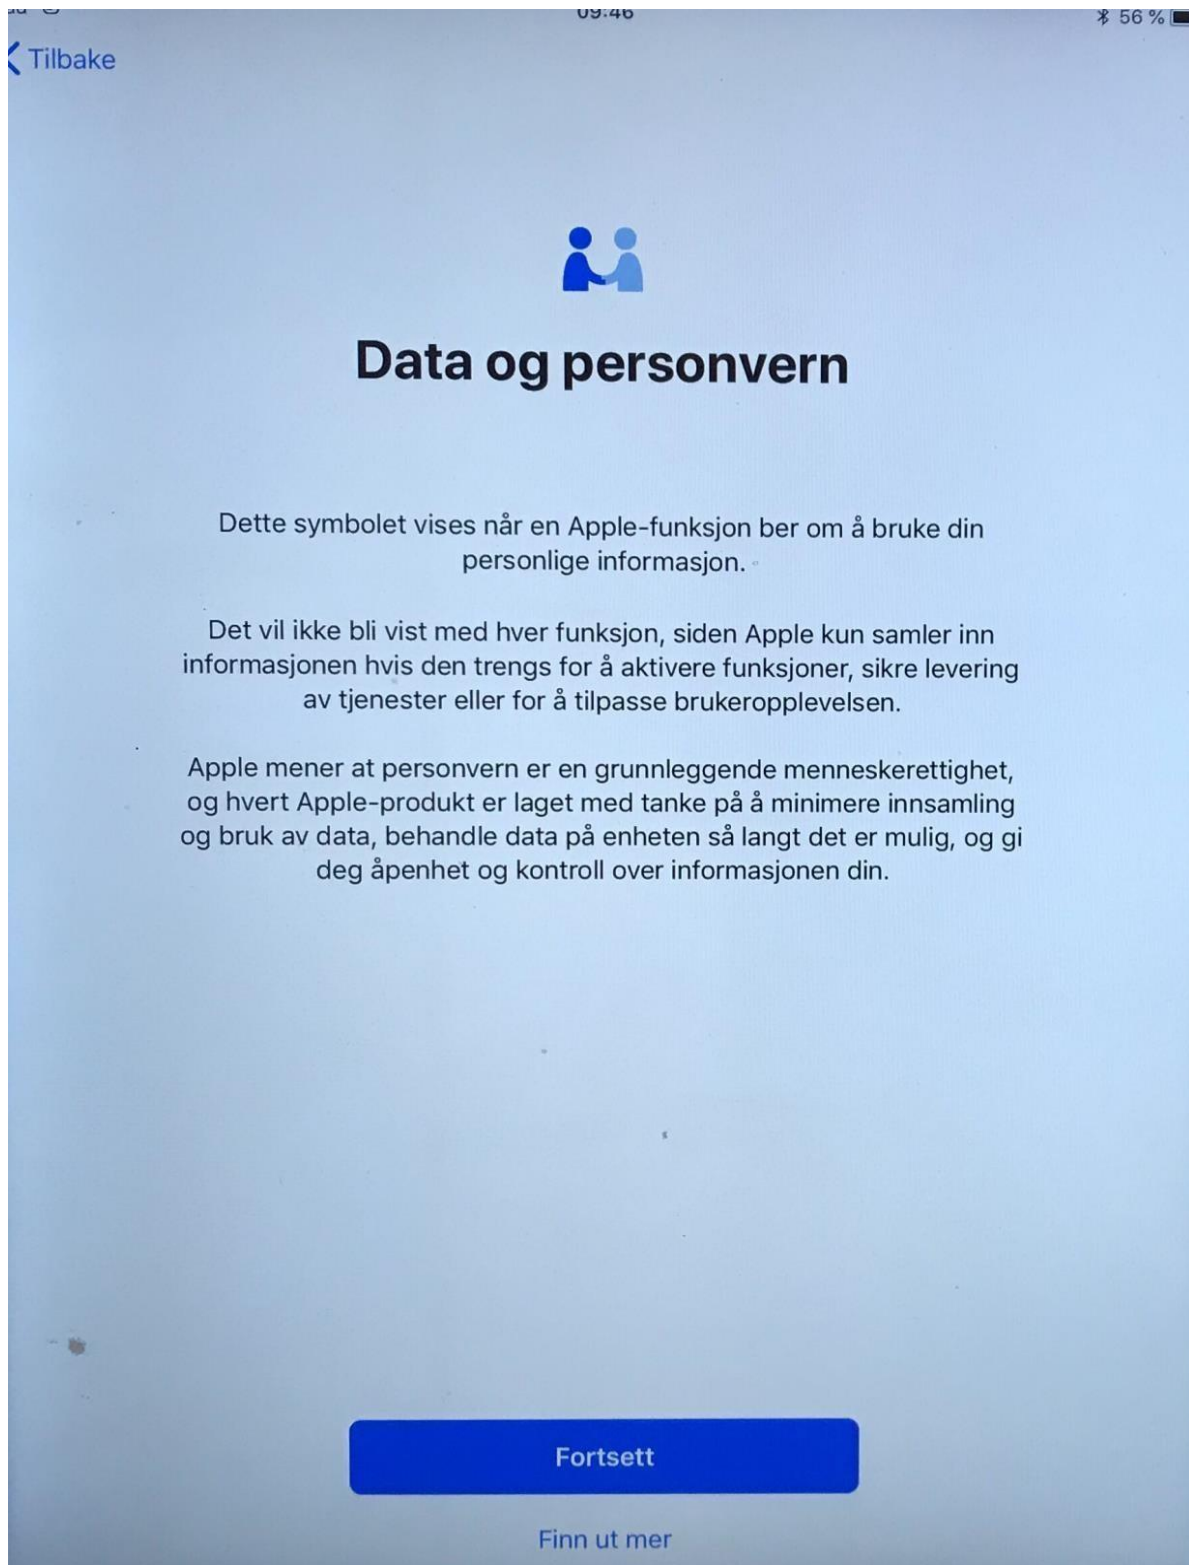 09:46
56 %
Tilbake
Data og personvern
Dette symbolet vises når en Apple-funksjon ber om å bruke din
personlige informasjon.
Det vil ikke bli vist med hver funksjon, siden Apple kun samler inn
informasjonen hvis den trengs for å aktivere funksjoner, sikre levering
av tjenester eller for å tilpasse brukeropplevelsen.
Apple mener at personvern er en grunnleggende menneskerettighet,
og hvert Apple-produkt er laget med tanke på å minimere innsamling
og bruk av data, behandle data på enheten så langt det er mulig, og gi
deg åpenhet og kontroll over informasjonen din.
Fortsett
Finn ut mer